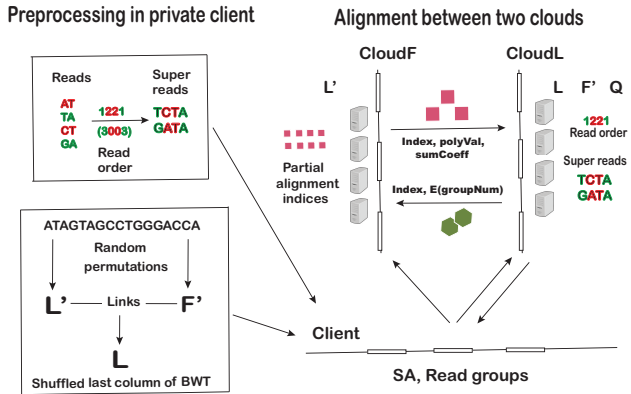 Preprocessing in private client
Alignment between two clouds
Reads
AT
TA
CT
GA
1221
(3003)
Read
order
Super
reads
TCTA
GATA
ATAGTAGCCTGGGACCA
Random
permutations
L'
Links
F'
L
Shuffled last column of BWT
CloudF
CloudL
L'
Partial
alignment
indices
Index, polyVal,
sumCoeff
Index, E(groupNum)
L F' Q
1221
Read order
Super reads
TCTA
GATA
Client
SA, Read groups